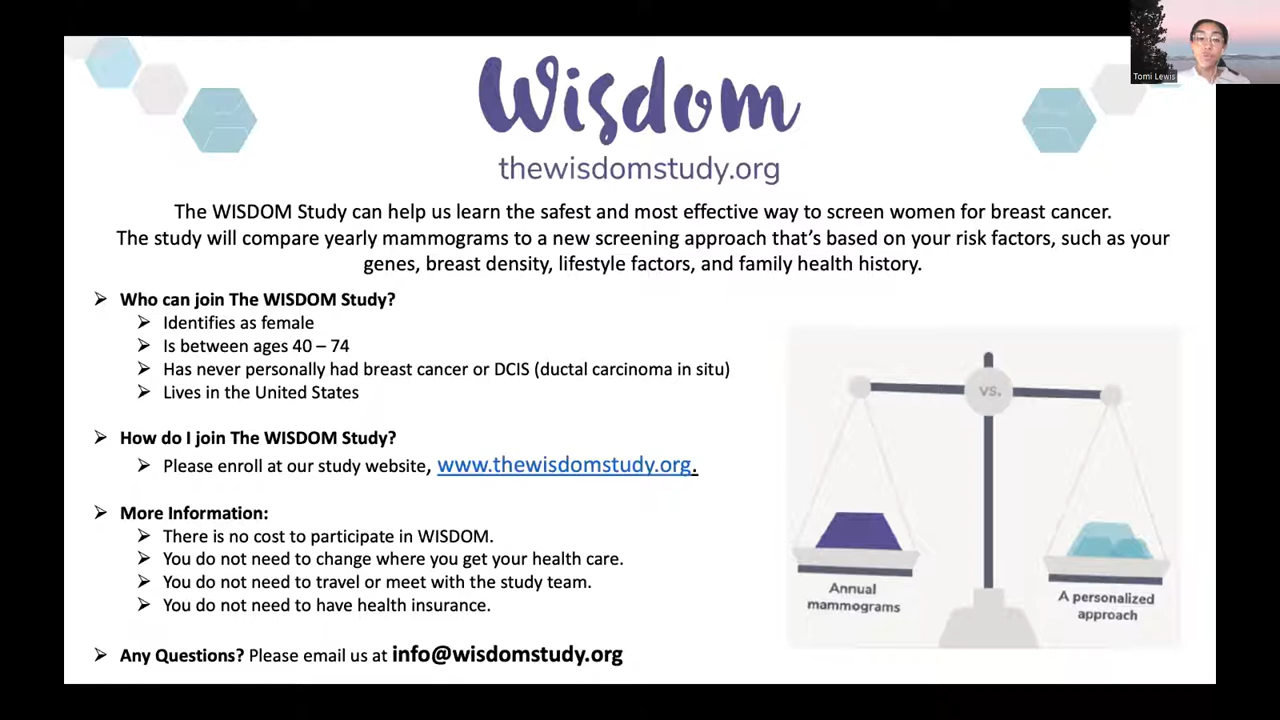 Tomi Lewis
Wisdom
thewisdomstudy.org
The WISDOM Study can help us learn the safest and most effective way to screen women for breast cancer.
The study will compare yearly mammograms to a new screening approach that's based on your risk factors, such as your
genes, breast density, lifestyle factors, and family health history.
➢ Who can join The WISDOM Study?
➢ Identifies as female
➢ Is between ages 40 – 74
➢ Has never personally had breast cancer or DCIS (ductal carcinoma in situ)
➢ Lives in the United States
➢ How do I join The WISDOM Study?
➢ Please enroll at our study website, www.thewisdomstudy.org.
➢ More Information:
➢ There is no cost to participate in WISDOM.
➢ You do not need to change where you get your health care.
➢ You do not need to travel or meet with the study team.
➢ You do not need to have health insurance.
➢ Any Questions? Please email us at info@wisdomstudy.org
vs.
Annual
mammograms
A personalized
approach